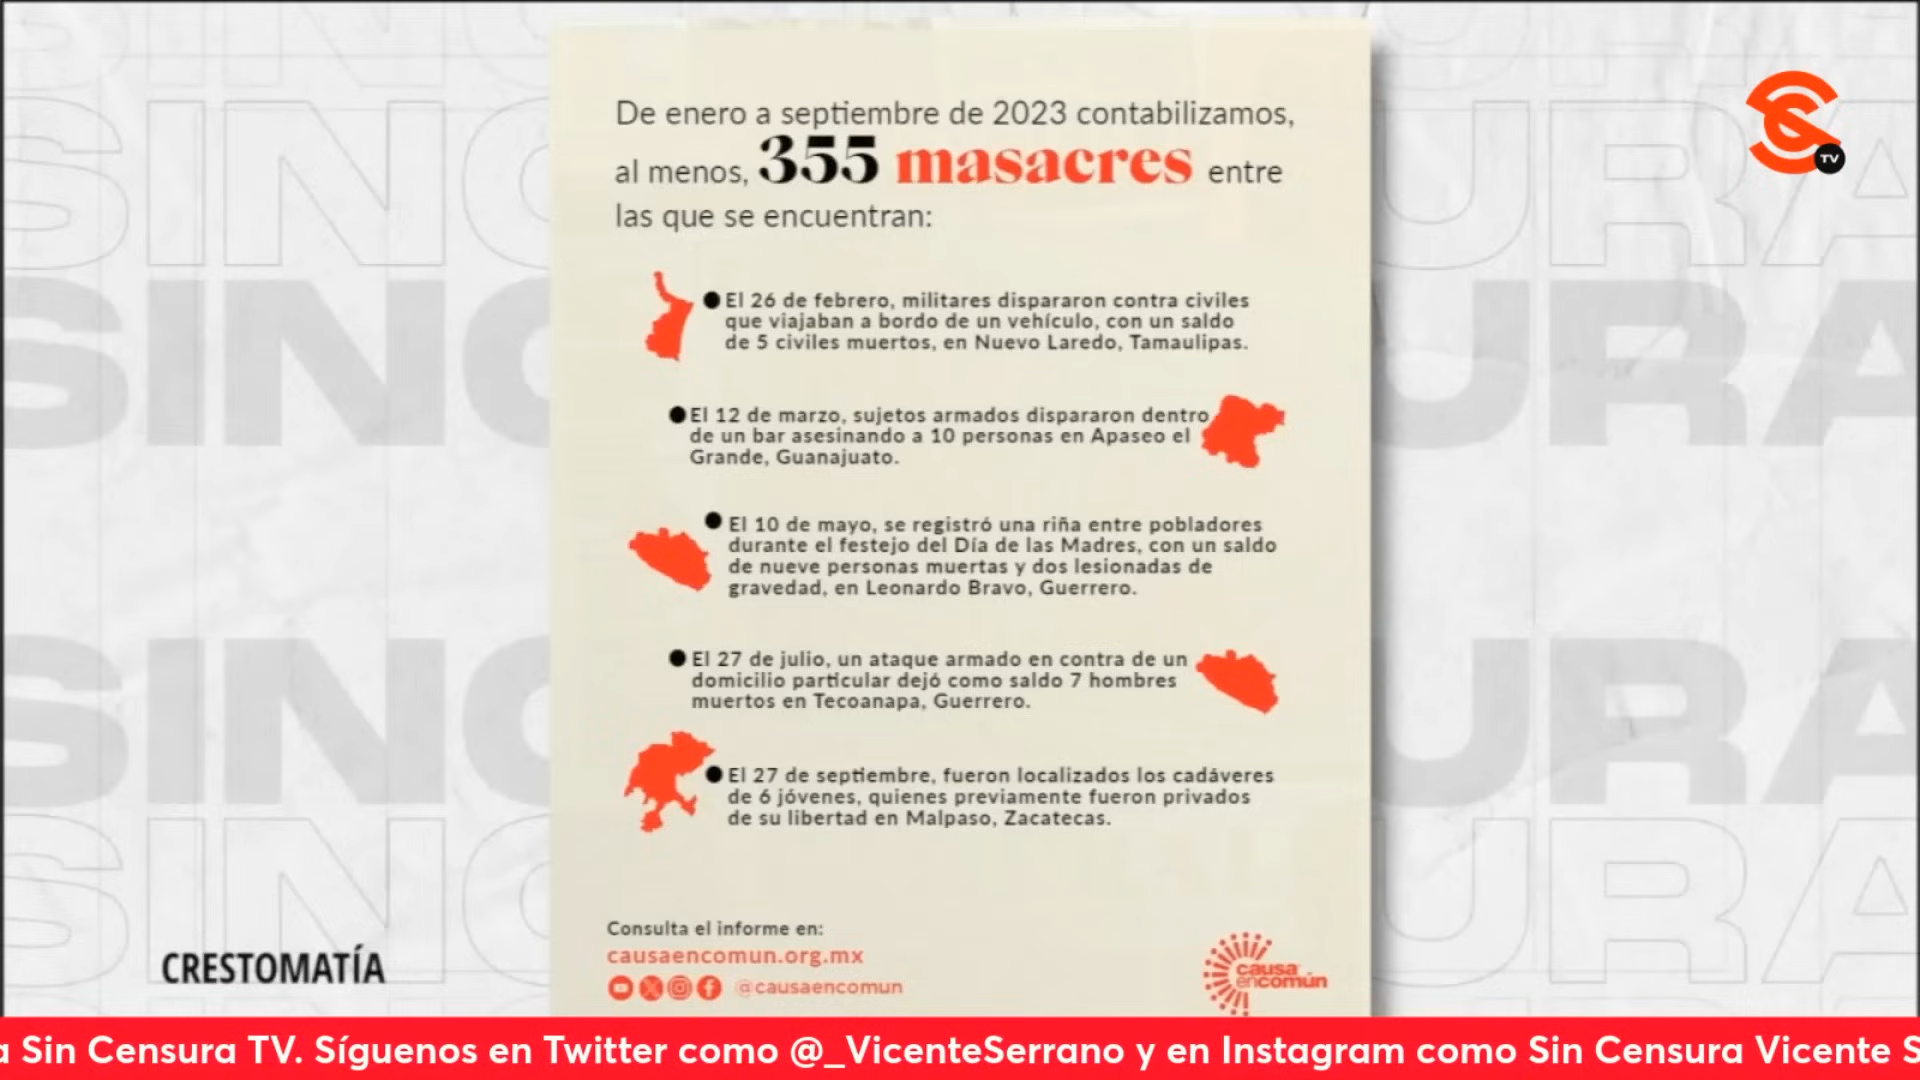 De enero a septiembre de 2023 contabilizamos,
al menos, 355 masacres entre
las que se encuentran:
El 26 de febrero, militares dispararon contra civiles
que viajaban a bordo de un vehículo, con un saldo
de 5 civiles muertos, en Nuevo Laredo, Tamaulipas.
El 12 de marzo, sujetos armados dispararon dentro
de un bar asesinando a 10 personas en Apaseo el
Grande, Guanajuato.
El 10 de mayo, se registró una riña entre pobladores
durante el festejo del Día de las Madres, con un saldo
de nueve personas muertas y dos lesionadas de
gravedad, en Leonardo Bravo, Guerrero.
El 27 de julio, un ataque armado en contra de un
domicilio particular dejó como saldo 7 hombres
muertos en Tecoanapa, Guerrero.
El 27 de septiembre, fueron localizados los cadáveres
de 6 jóvenes, quienes previamente fueron privados
de su libertad en Malpaso, Zacatecas.
Consulta el informe en:
causaencomun.org.mx
@causaencomun
causa
encomún
CRESTOMATÍA
TV
a Sin Censura TV. Síguenos en Twitter como @_VicenteSerrano y en Instagram como Sin Censura Vicente S